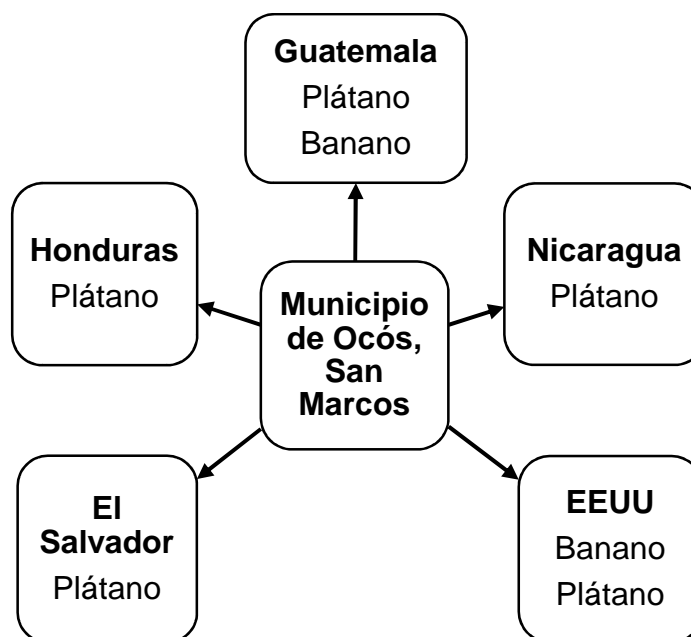 Guatemala
Plátano
Banano
Honduras
Plátano
Nicaragua
Plátano
Municipio
de Ocós,
San
Marcos
El
Salvador
Plátano
EEUU
Banano
Plátano